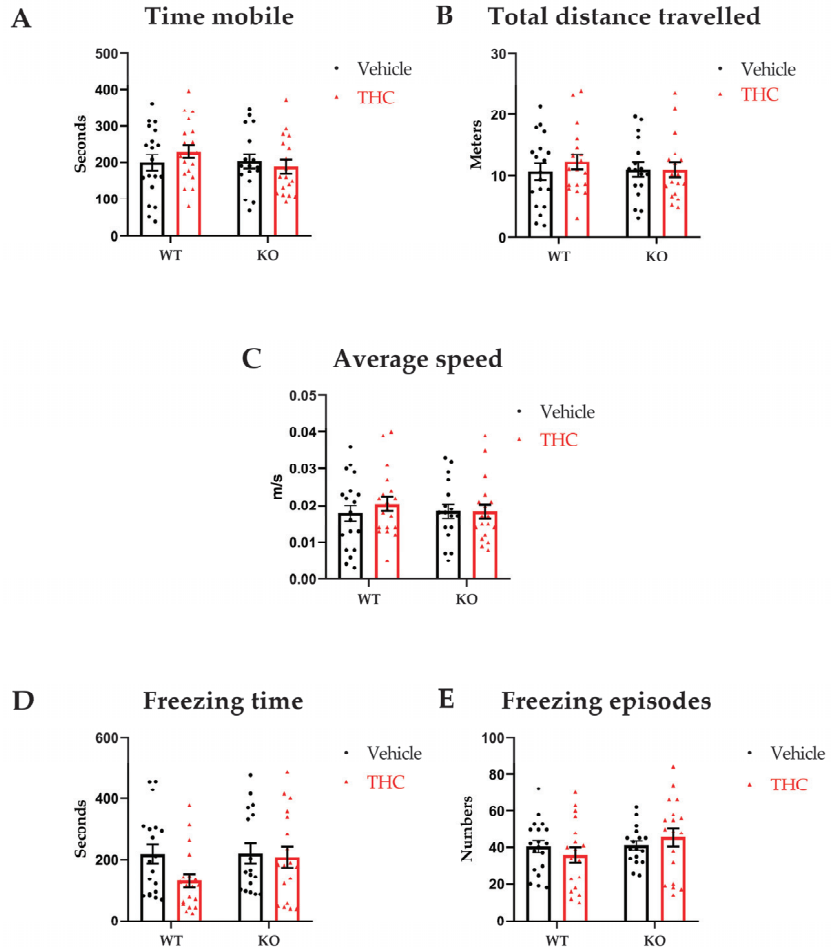 A Time mobile
Seconds
500
400
300
200
100
0
WT KO
Vehicle
THC
B Total distance travelled
Meters
30
20
10
0
WT KO
Vehicle
THC
C Average speed
m/s
0.05
0.04
0.03
0.02
0.01
0.00
WT KO
Vehicle
THC
D Freezing time
Seconds
600
400
200
0
WT KO
Vehicle
THC
E Freezing episodes
Numbers
100
80
60
40
20
0
WT KO
Vehicle
THC